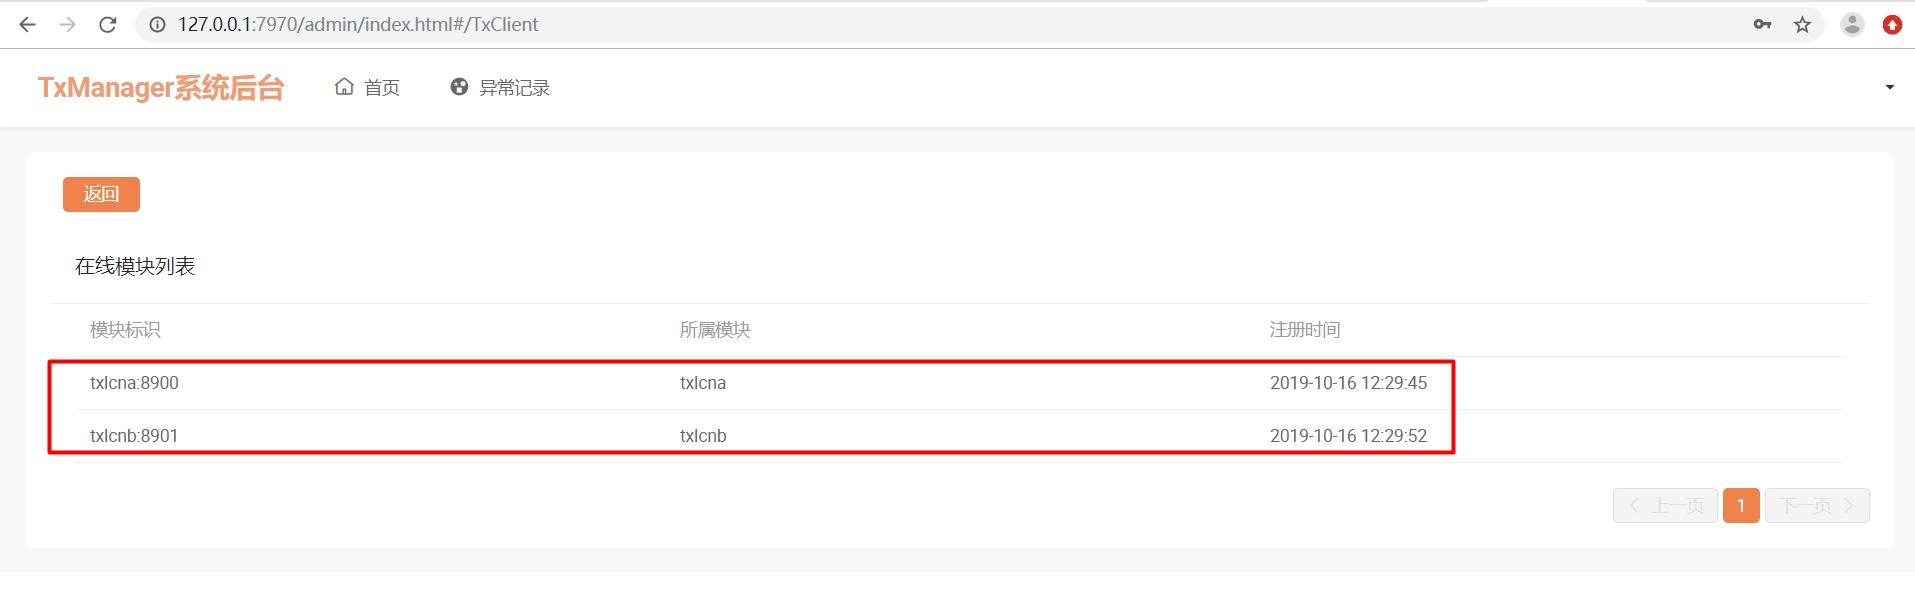 127.0.0.1:7970/admin/index.html#/TxClient
TxManager系统后台 首页 异常记录
返回
在线模块列表
模块标识 所属模块 注册时间
txlcna:8900 txlcna 2019-10-16 12:29:45
txlcnb:8901 txlcnb 2019-10-16 12:29:52
上一页 1 下一页